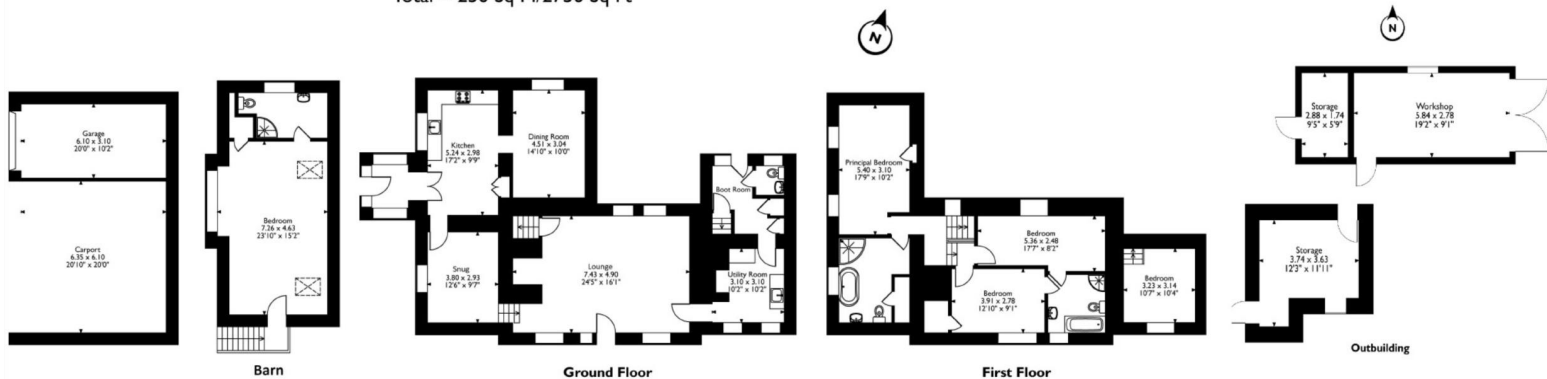 Total = 256 Sq M/2756 Sq Ft
Garage
6.10 x 3.10
20'0" x 10'2"
Carport
6.35 x 6.10
20'10" x 20'0"
Bedroom
7.26 x 4.63
23'10" x 15'2"
Barn
Kitchen
5.24 x 2.98
17'2" x 9'9"
Dining Room
4.51 x 3.04
14'10" x 10'0"
Snug
3.80 x 2.93
12'6" x 9'7"
Lounge
7.43 x 4.90
24'5" x 16'1"
Boot Room
Utility Room
3.10 x 3.10
10'2" x 10'2"
Ground Floor
N
Principal Bedroom
5.40 x 3.10
17'9" x 10'2"
Bedroom
5.36 x 2.48
17'7" x 8'2"
Bedroom
3.91 x 2.78
12'10" x 9'1"
Bedroom
3.23 x 3.14
10'7" x 10'4"
First Floor
N
Storage
2.88 x 1.74
9'5" x 5'9"
Workshop
5.84 x 2.78
19'2" x 9'1"
Storage
3.74 x 3.63
12'3" x 11'11"
Outbuilding